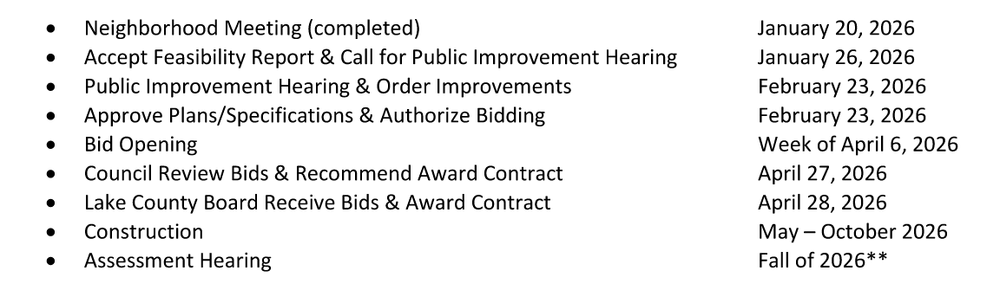 • Neighborhood Meeting (completed) January 20, 2026
• Accept Feasibility Report & Call for Public Improvement Hearing January 26, 2026
• Public Improvement Hearing & Order Improvements February 23, 2026
• Approve Plans/Specifications & Authorize Bidding February 23, 2026
• Bid Opening Week of April 6, 2026
• Council Review Bids & Recommend Award Contract April 27, 2026
• Lake County Board Receive Bids & Award Contract April 28, 2026
• Construction May – October 2026
• Assessment Hearing Fall of 2026**